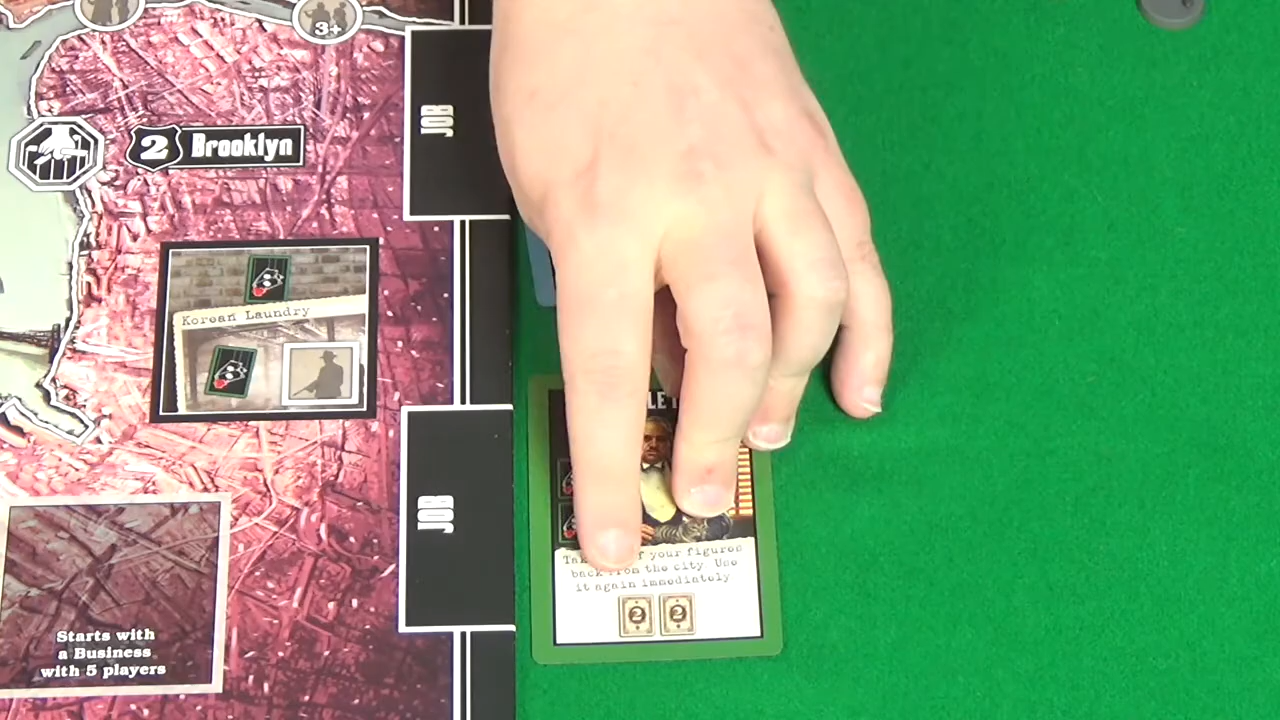 3+
JOB
2 Brooklyn
Korean Laundry
JOB
of your figures
back from the city. Use
it again immediately
2 2
Starts with
a Business
with 5 players